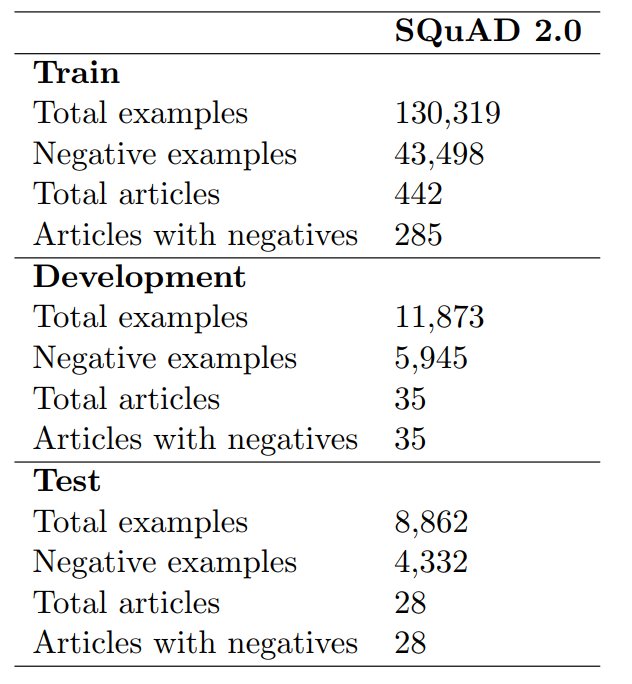 SQuAD 2.0
Train
Total examples 130,319
Negative examples 43,498
Total articles 442
Articles with negatives 285
Development
Total examples 11,873
Negative examples 5,945
Total articles 35
Articles with negatives 35
Test
Total examples 8,862
Negative examples 4,332
Total articles 28
Articles with negatives 28